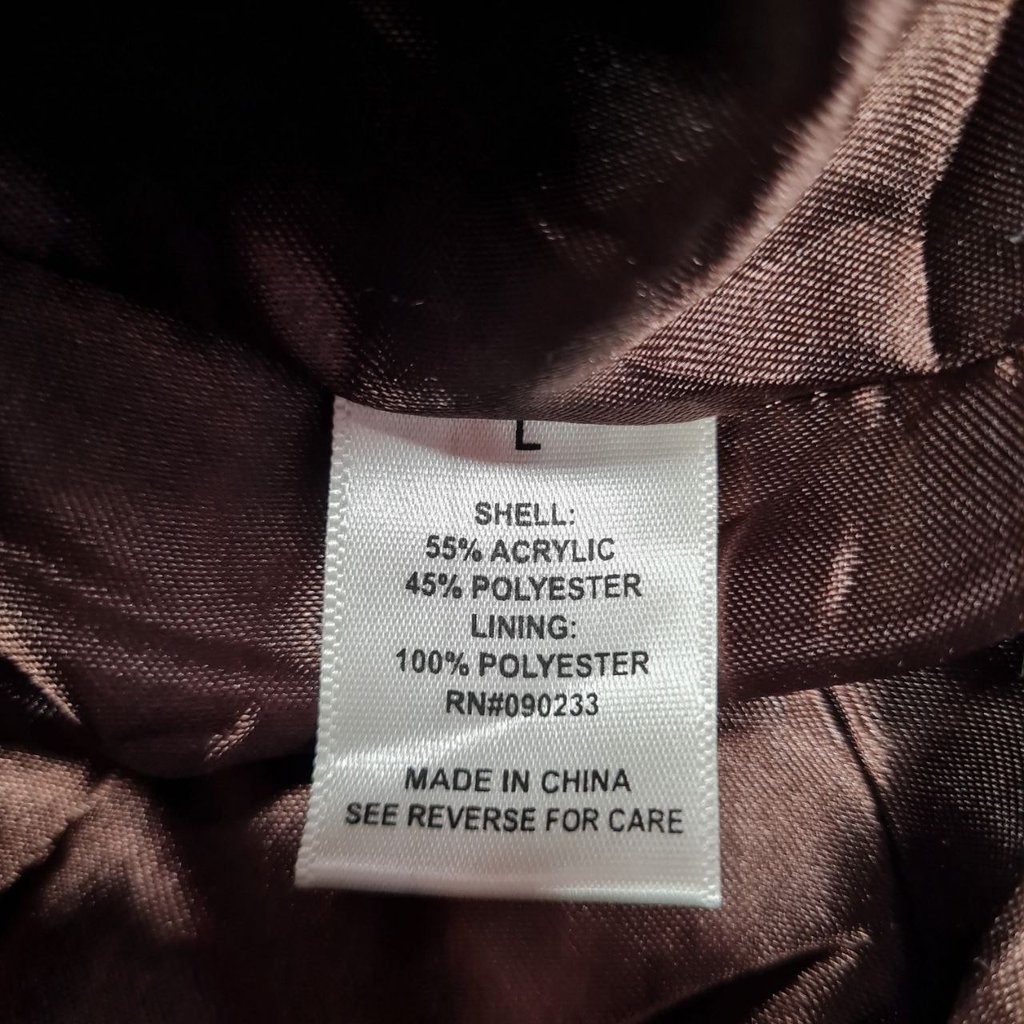 L
SHELL:
55% ACRYLIC
45% POLYESTER
LINING:
100% POLYESTER
RN#090233
MADE IN CHINA
SEE REVERSE FOR CARE